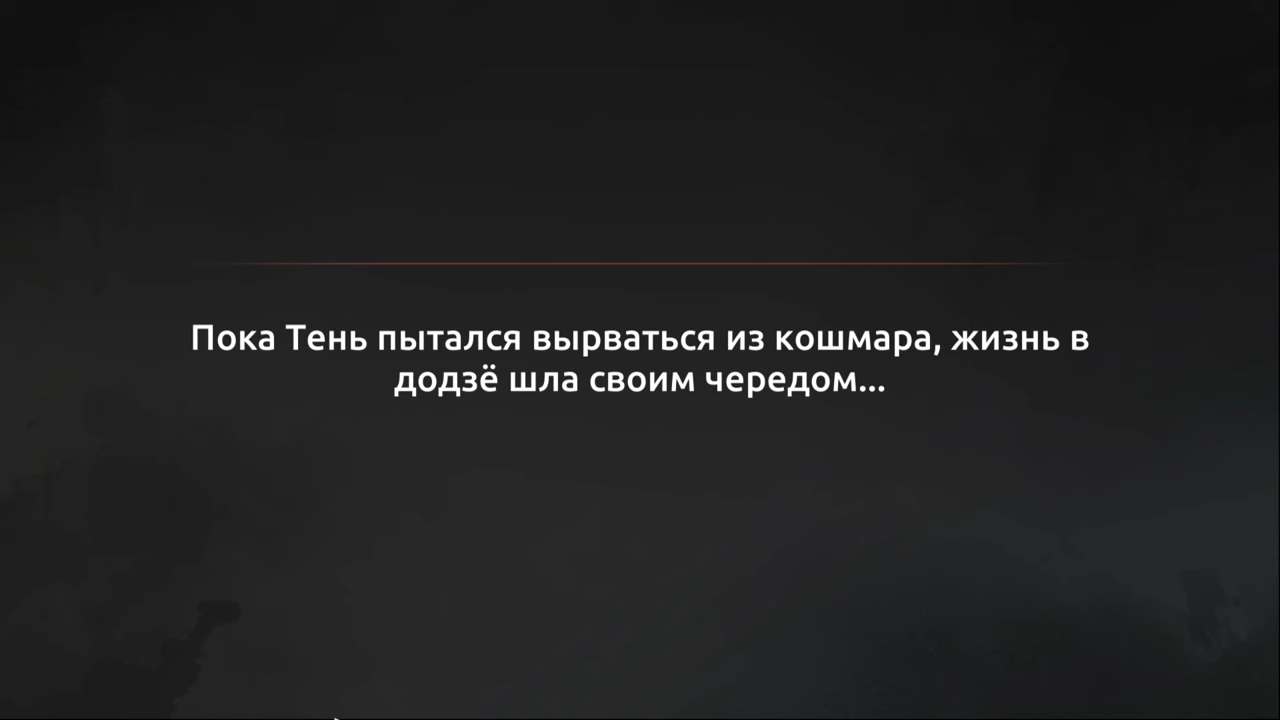 Пока Тень пытался вырваться из кошмара, жизнь в
додзё шла своим чередом...